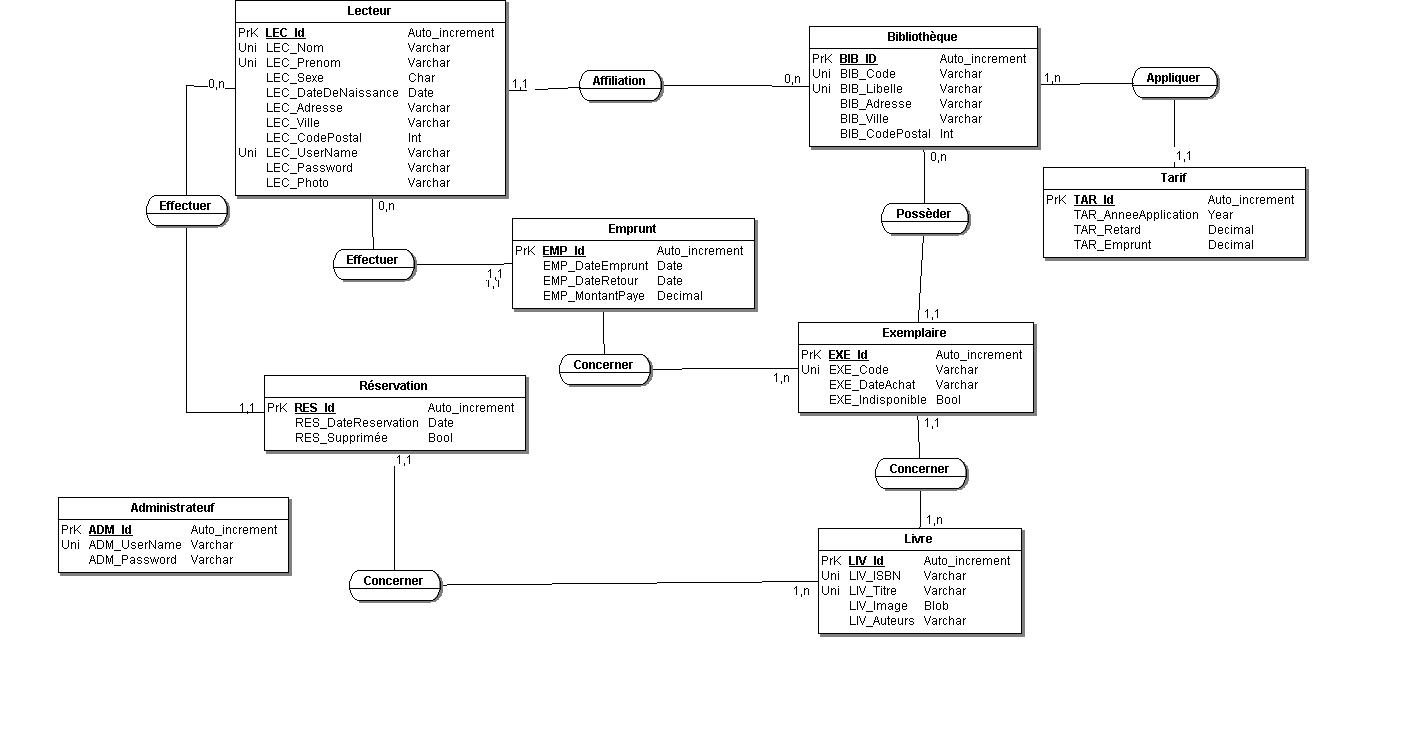 Lecteur
PrK LEC_Id Auto_increment
Uni LEC_Nom Varchar
Uni LEC_Prenom Varchar
LEC_Sexe Char
LEC_DateDeNaissance Date
LEC_Adresse Varchar
LEC_Ville Varchar
LEC_CodePostal Int
Uni LEC_UserName Varchar
LEC_Password Varchar
LEC_Photo Varchar
0,n
1,1
Affiliation
0,n
Bibliothèque
PrK BIB_ID Auto_increment
Uni BIB_Code Varchar
Uni BIB_Libelle Varchar
BIB_Adresse Varchar
BIB_Ville Varchar
BIB_CodePostal Int
1,n
Appliquer
1,1
Tarif
PrK TAR_Id Auto_increment
TAR_AnneeApplication Year
TAR_Retard Decimal
TAR_Emprunt Decimal
0,n
Possèder
1,1
Effectuer
0,n
Effectuer
1,1
1,1
Emprunt
PrK EMP_Id Auto_increment
EMP_DateEmprunt Date
EMP_DateRetour Date
EMP_MontantPaye Decimal
Concerner
1,n
Exemplaire
PrK EXE_Id Auto_increment
Uni EXE_Code Varchar
EXE_DateAchat Varchar
EXE_Indisponible Bool
1,1
Concerner
1,n
1,1
Réservation
PrK RES_Id Auto_increment
RES_DateReservation Date
RES_Supprimée Bool
1,1
Administrateuf
PrK ADM_Id Auto_increment
Uni ADM_UserName Varchar
ADM_Password Varchar
Concerner
1,n
Livre
PrK LIV_Id Auto_increment
Uni LIV_ISBN Varchar
Uni LIV_Titre Varchar
LIV_Image Blob
LIV_Auteurs Varchar